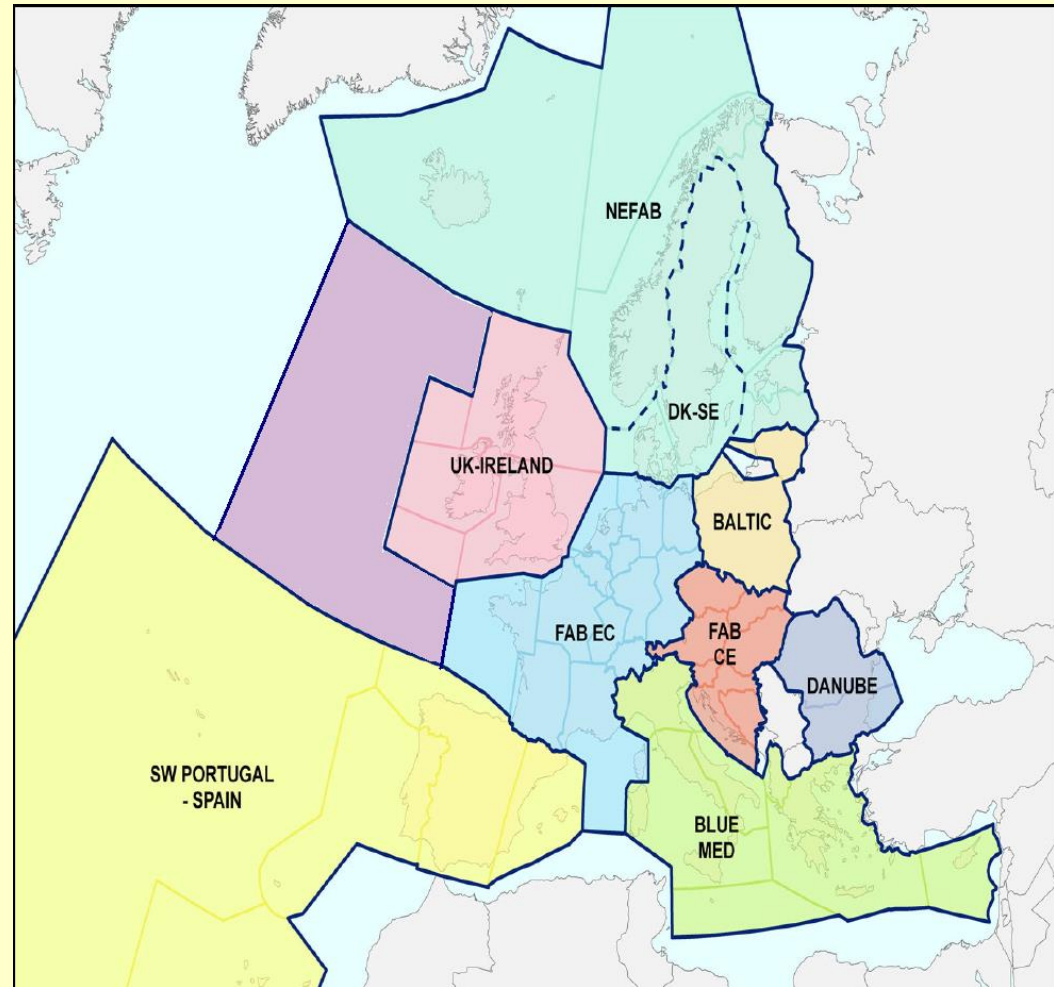 NEFAB
DK-SE
UK-IRELAND
BALTIC
FAB EC
FAB
CE
DANUBE
SW PORTUGAL
- SPAIN
BLUE
MED